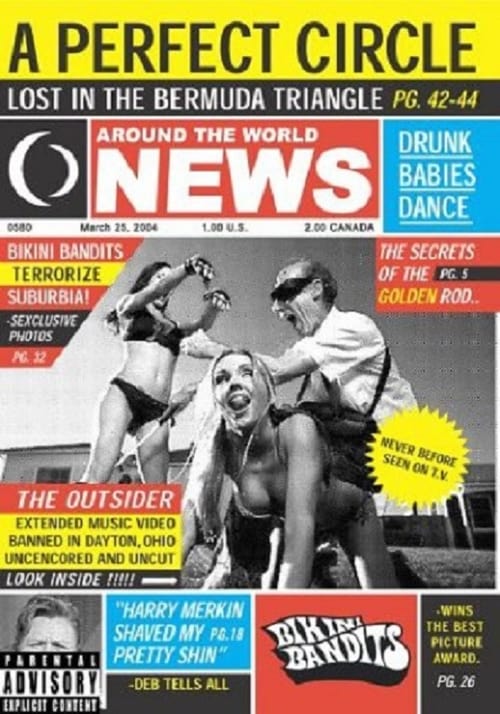 A PERFECT CIRCLE
LOST IN THE BERMUDA TRIANGLE PG. 42-44
AROUND THE WORLD
NEWS
DRUNK
BABIES
DANCE
0580 March 25, 2004 1.00 U.S. 2.00 CANADA
BIKINI BANDITS
TERRORIZE
SUBURBIA!
-SEXCLUSIVE
PHOTOS
PG. 32
THE SECRETS
OF THE PG. 5
GOLDEN ROD..
NEVER BEFORE
SEEN ON T.V.
THE OUTSIDER
EXTENDED MUSIC VIDEO
BANNED IN DAYTON, OHIO
UNCENCORED AND UNCUT
LOOK INSIDE !!!!!
PARENTAL
ADVISORY
EXPLICIT CONTENT
"HARRY MERKIN
SHAVED MY PG.18
PRETTY SHIN"
-DEB TELLS ALL
BIKINI
BANDITS
-WINS
THE BEST
PICTURE
AWARD..
PG. 26